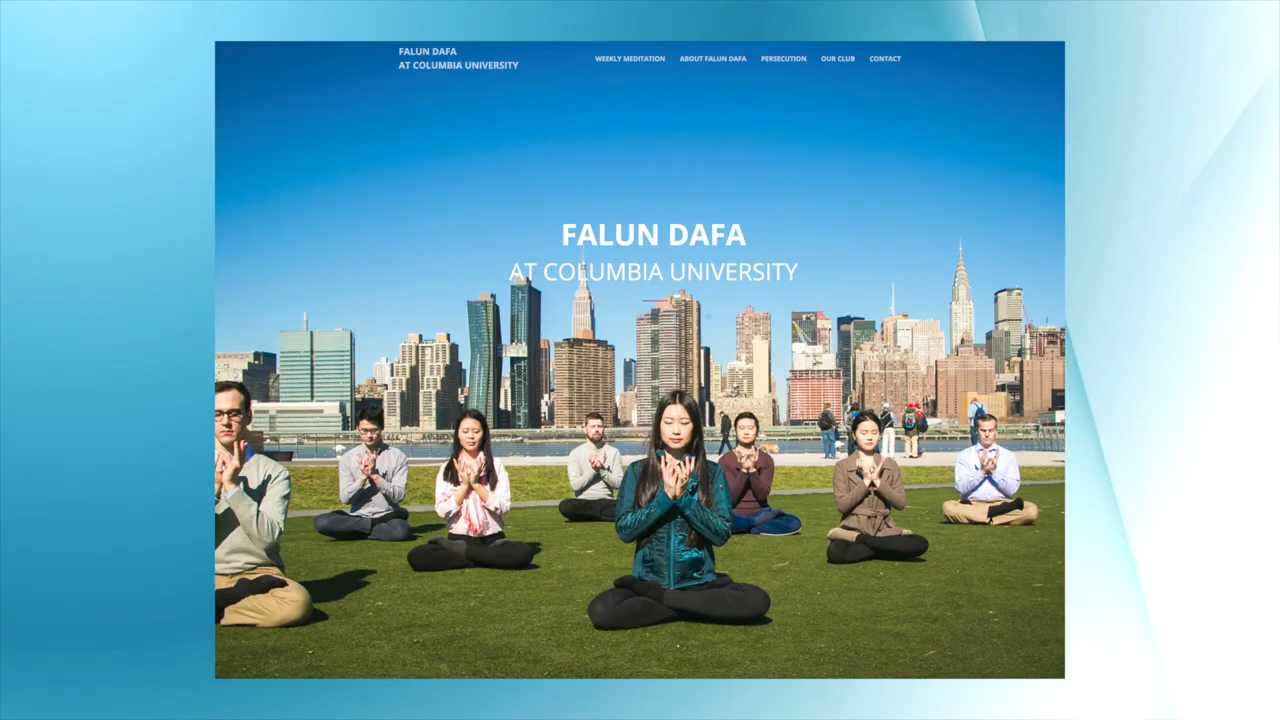 FALUN DAFA
AT COLUMBIA UNIVERSITY
WEEKLY MEDITATION ABOUT FALUN DAFA PERSECUTION OUR CLUB CONTACT
FALUN DAFA
AT COLUMBIA UNIVERSITY